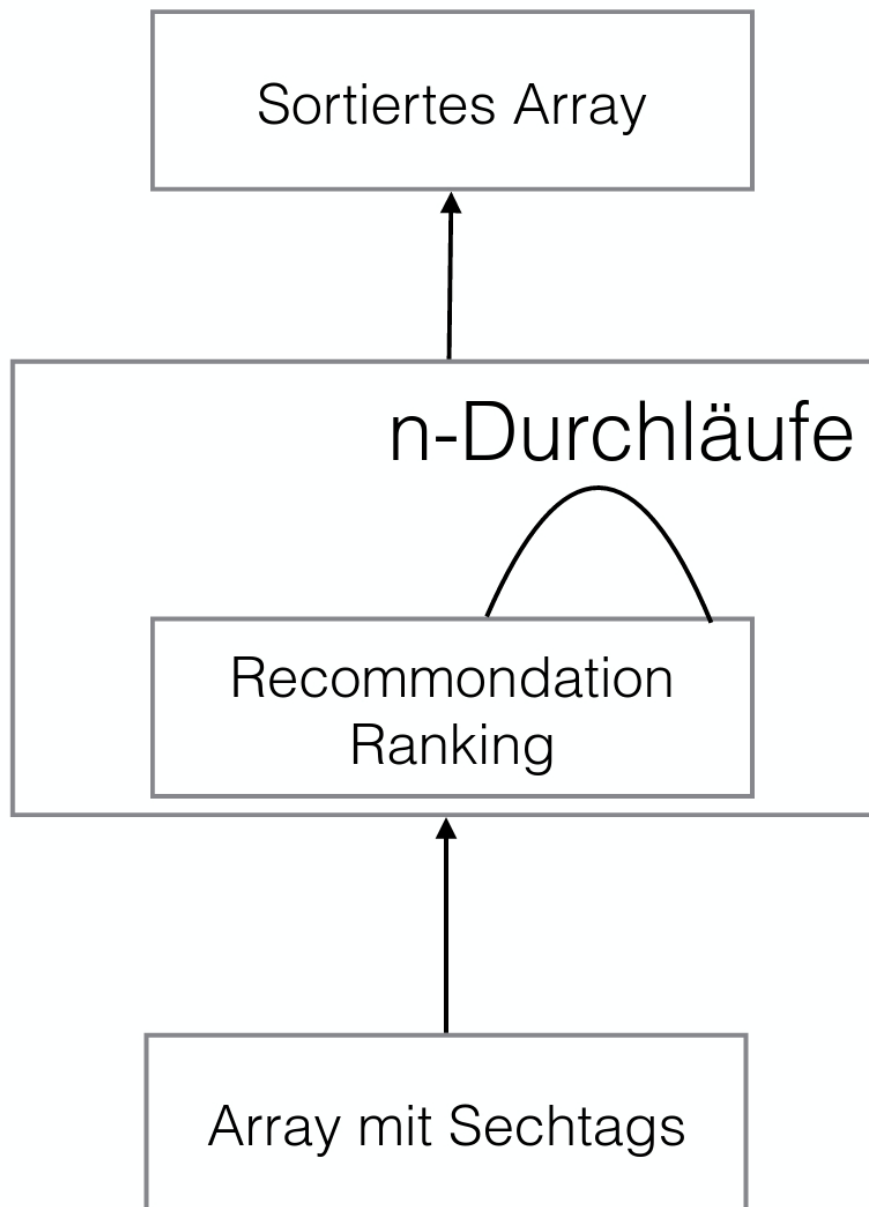 Sortiertes Array
n-Durchläufe
Recommondation
Ranking
Array mit Sechtags